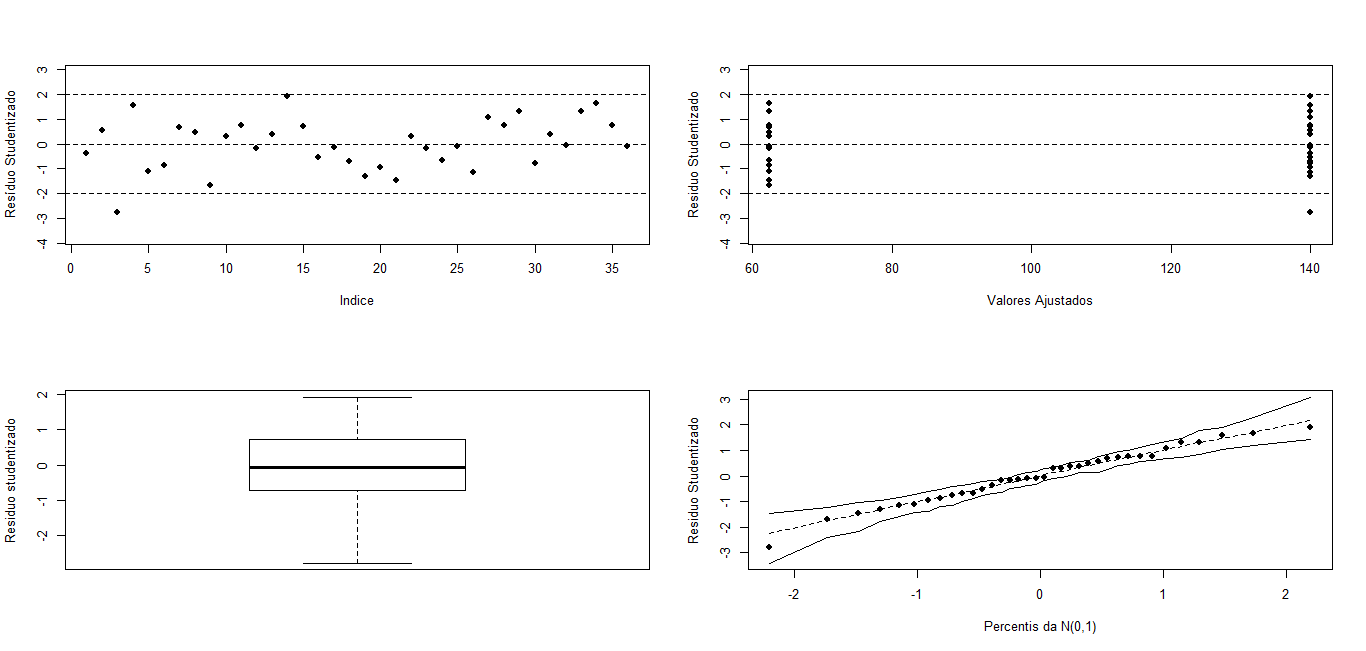 Resíduo Studentizado
3
2
1
0
-1
-2
-3
-4
0 5 10 15 20 25 30 35
Indice
Resíduo Studentizado
3
2
1
0
-1
-2
-3
-4
60 80 100 120 140
Valores Ajustados
Resíduo studentizado
2
1
0
-1
-2
Resíduo Studentizado
3
2
1
0
-1
-2
-3
-2 -1 0 1 2
Percentis da N(0,1)